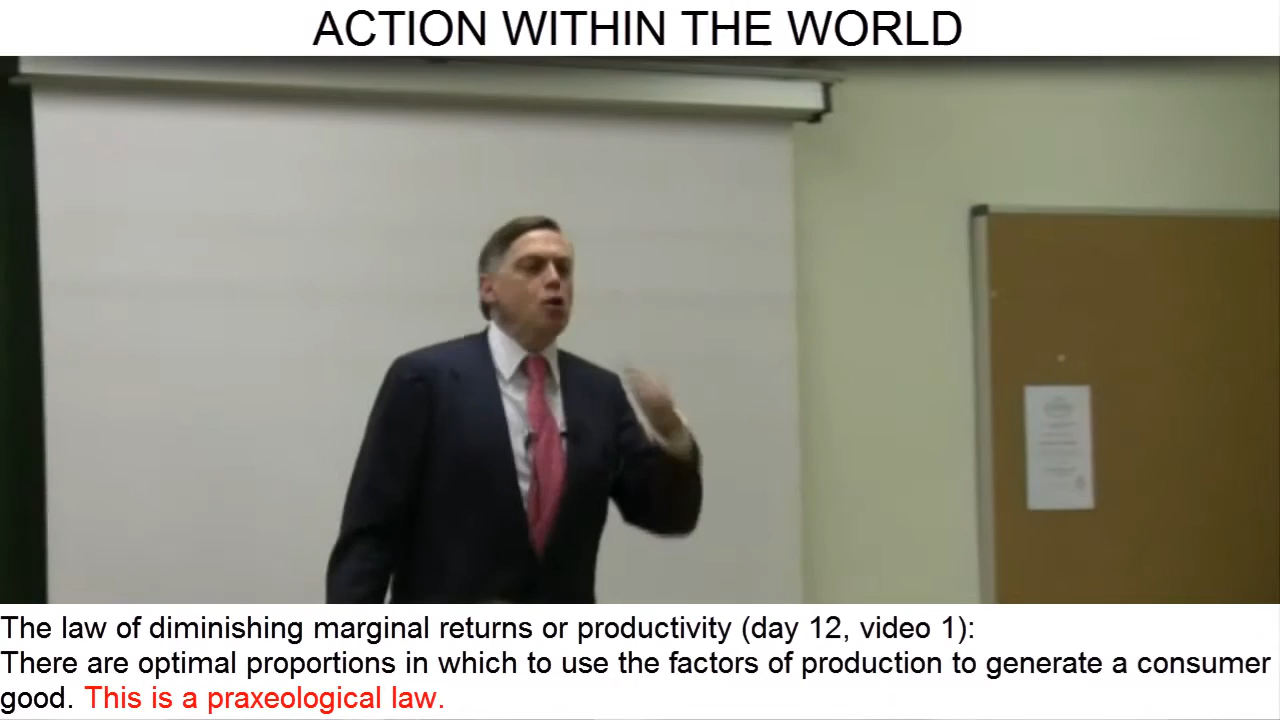 ACTION WITHIN THE WORLD
The law of diminishing marginal returns or productivity (day 12, video 1):
There are optimal proportions in which to use the factors of production to generate a consumer
good. This is a praxeological law.